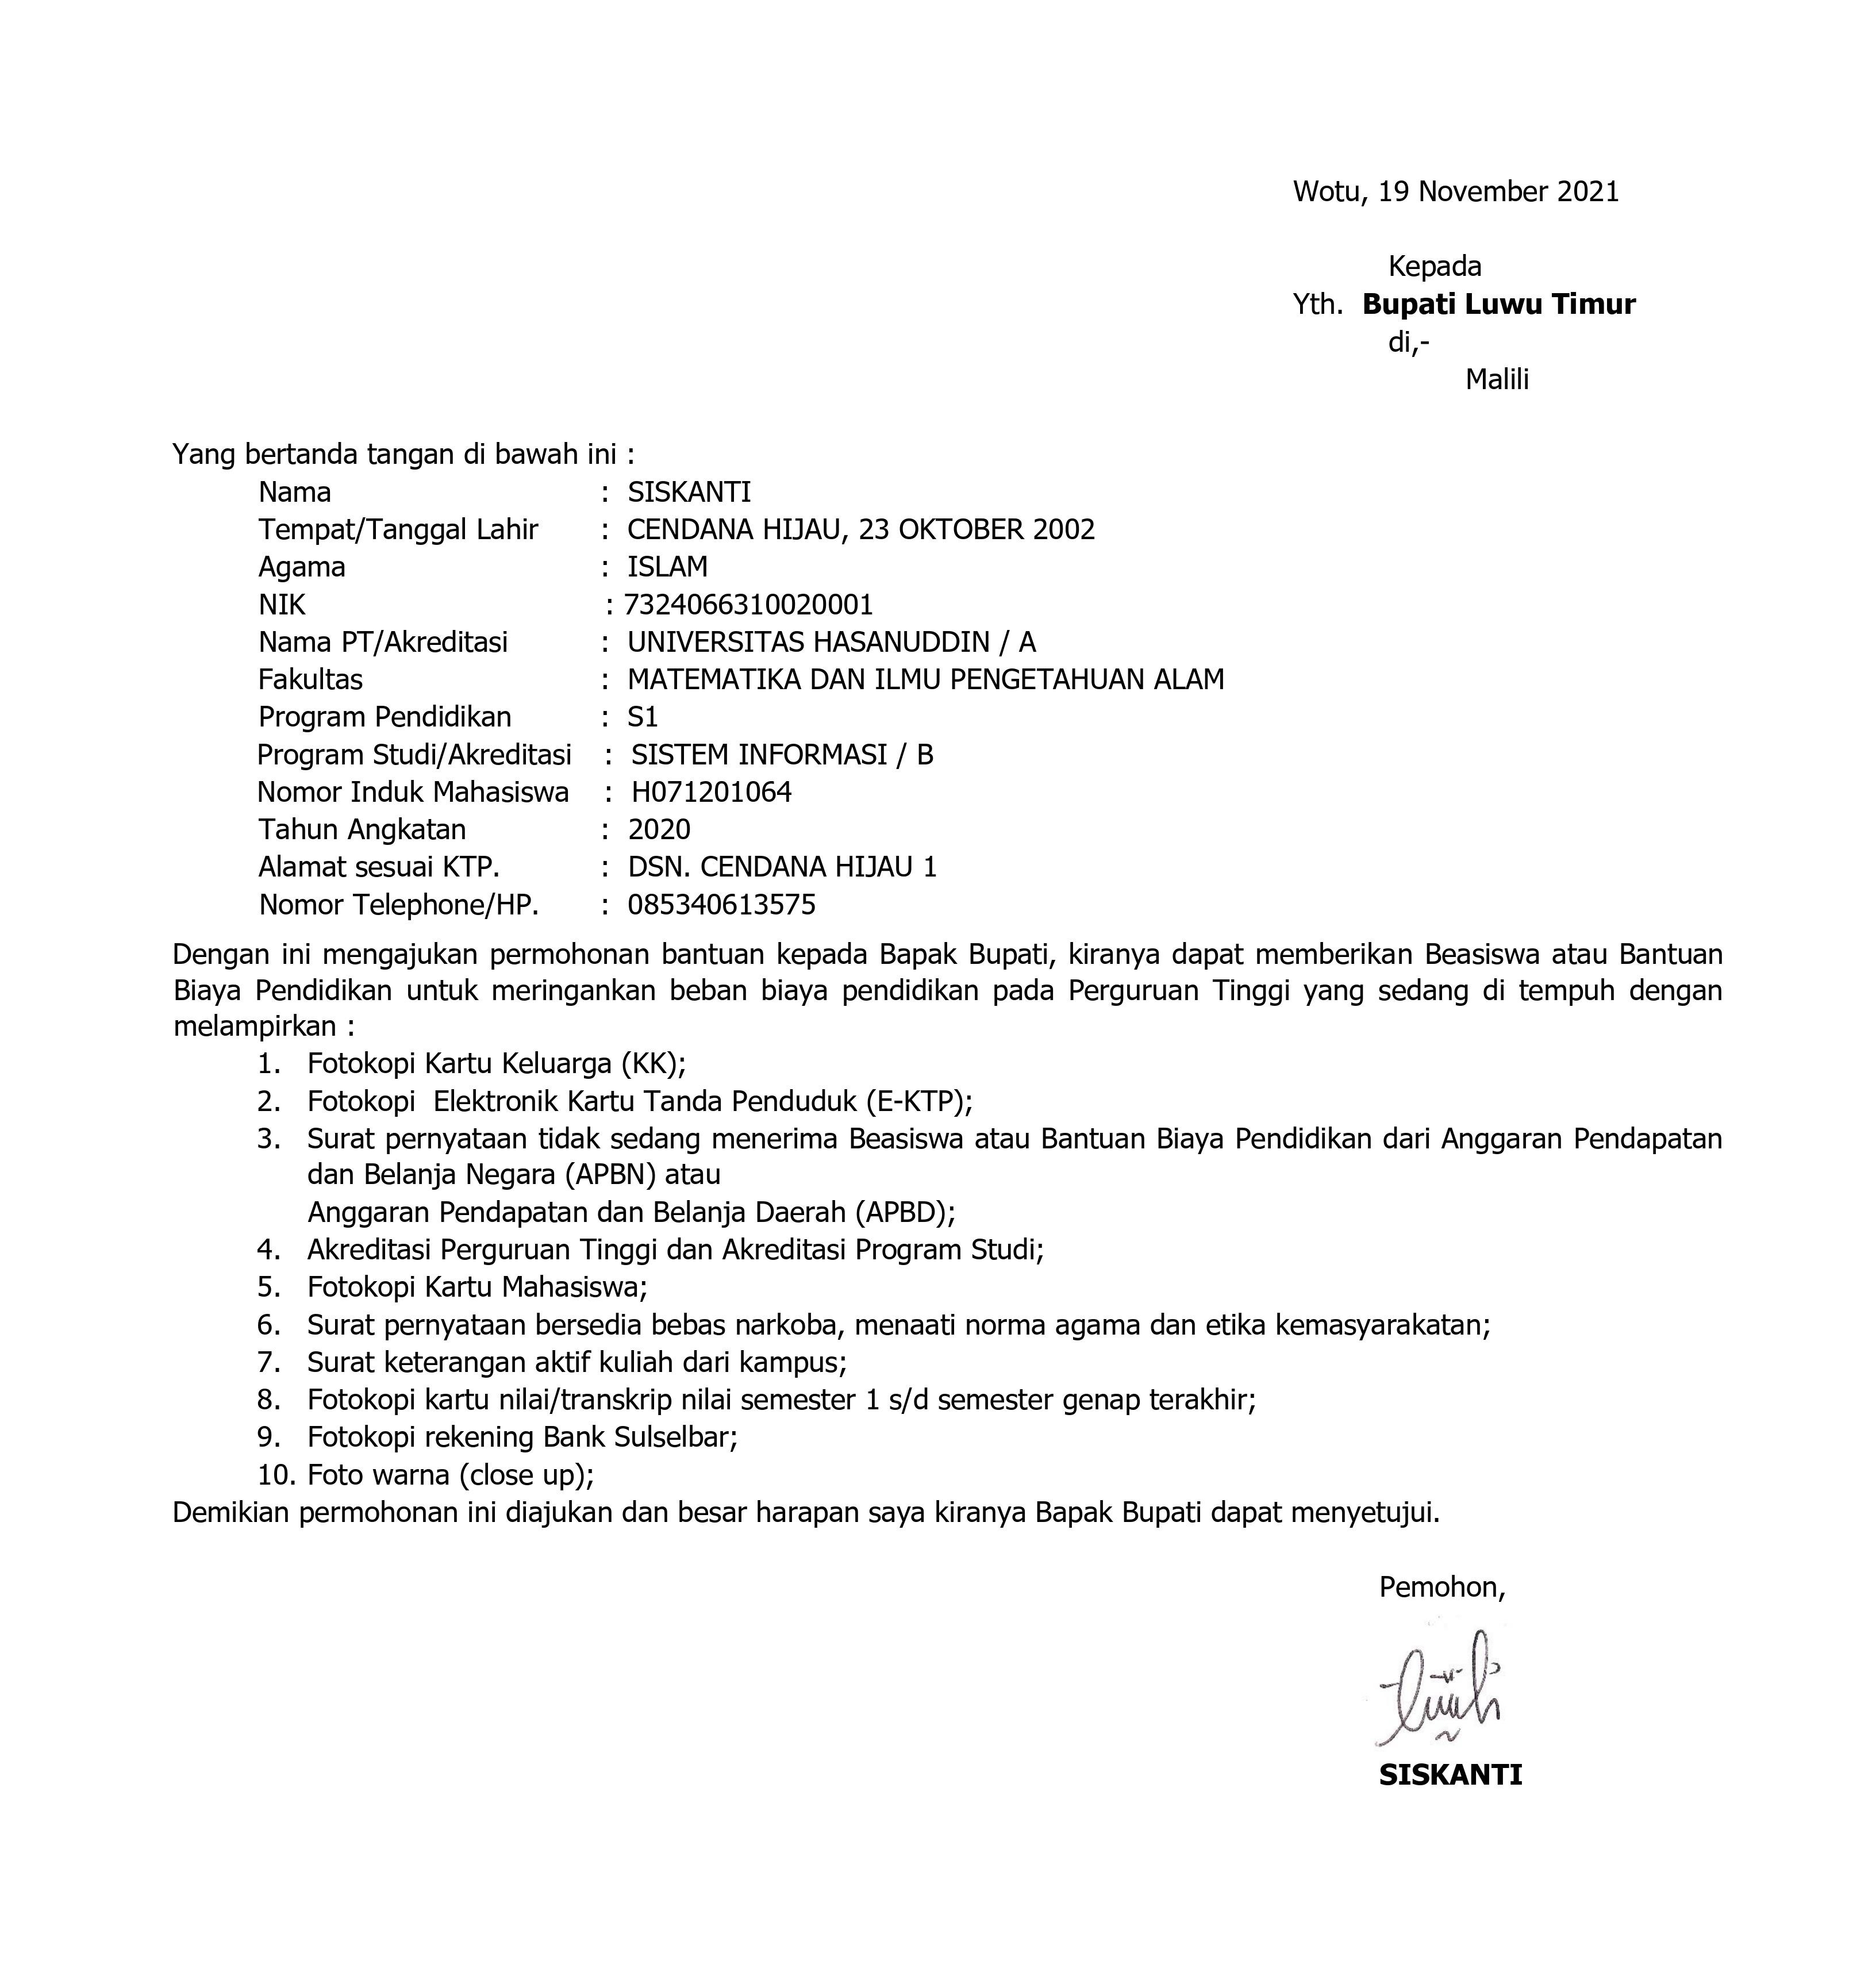 Wotu, 19 November 2021
Kepada
Yth. Bupati Luwu Timur
di,-
Malili
Yang bertanda tangan di bawah ini :
Nama : SISKANTI
Tempat/Tanggal Lahir : CENDANA HIJAU, 23 OKTOBER 2002
Agama : ISLAM
NIK : 7324066310020001
Nama PT/Akreditasi : UNIVERSITAS HASANUDDIN / A
Fakultas : MATEMATIKA DAN ILMU PENGETAHUAN ALAM
Program Pendidikan : S1
Program Studi/Akreditasi : SISTEM INFORMASI / B
Nomor Induk Mahasiswa : H071201064
Tahun Angkatan : 2020
Alamat sesuai KTP. : DSN. CENDANA HIJAU 1
Nomor Telephone/HP. : 085340613575
Dengan ini mengajukan permohonan bantuan kepada Bapak Bupati, kiranya dapat memberikan Beasiswa atau Bantuan
Biaya Pendidikan untuk meringankan beban biaya pendidikan pada Perguruan Tinggi yang sedang di tempuh dengan
melampirkan :
1. Fotokopi Kartu Keluarga (KK);
2. Fotokopi Elektronik Kartu Tanda Penduduk (E-KTP);
3. Surat pernyataan tidak sedang menerima Beasiswa atau Bantuan Biaya Pendidikan dari Anggaran Pendapatan
dan Belanja Negara (APBN) atau
Anggaran Pendapatan dan Belanja Daerah (APBD);
4. Akreditasi Perguruan Tinggi dan Akreditasi Program Studi;
5. Fotokopi Kartu Mahasiswa;
6. Surat pernyataan bersedia bebas narkoba, menaati norma agama dan etika kemasyarakatan;
7. Surat keterangan aktif kuliah dari kampus;
8. Fotokopi kartu nilai/transkrip nilai semester 1 s/d semester genap terakhir;
9. Fotokopi rekening Bank Sulselbar;
10. Foto warna (close up);
Demikian permohonan ini diajukan dan besar harapan saya kiranya Bapak Bupati dapat menyetujui.
Pemohon,
SISKANTI